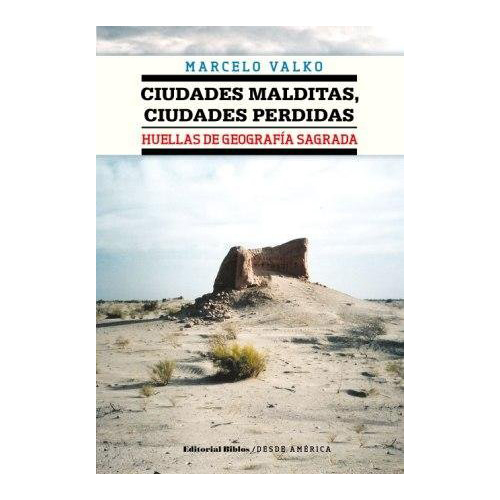 MARCELO VALKO
CIUDADES MALDITAS,
CIUDADES PERDIDAS
HUELLAS DE GEOGRAFÍA SAGRADA
Editorial Biblos / DESDE AMÉRICA